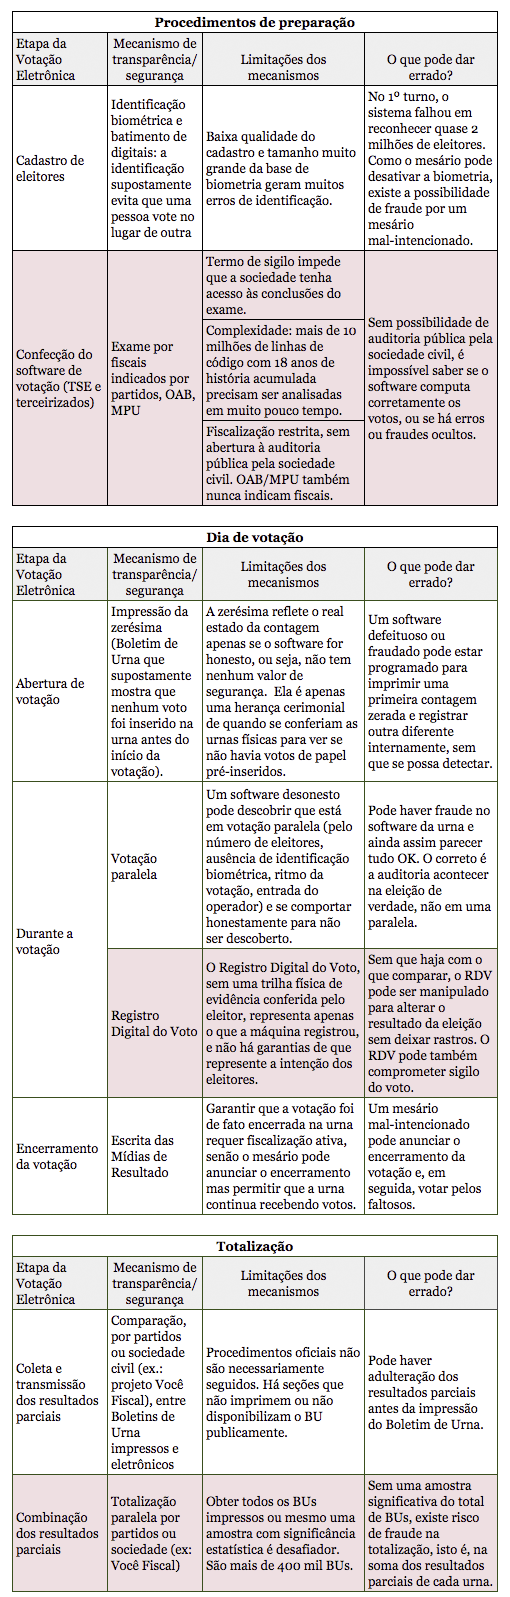 Procedimentos de preparação
Etapa da
Votação
Eletrônica
Mecanismo de
transparência/
segurança
Limitações dos
mecanismos
O que pode dar
errado?
Cadastro de
eleitores
Identificação
biométrica e
batimento de
digitais: a
identificação
supostamente
evita que uma
pessoa vote no
lugar de outra
Baixa qualidade do
cadastro e tamanho muito
grande da base de
biometria geram muitos
erros de identificação.
No 1º turno, o
sistema falhou em
reconhecer quase 2
milhões de eleitores.
Como o mesário pode
desativar a biometria,
existe a possibilidade
de fraude por um
mesário
mal-intencionado.
Confecção do
software de
votação (TSE e
terceirizados)
Exame por
fiscais
indicados por
partidos, OAB,
MPU
Termo de sigilo impede
que a sociedade tenha
acesso às conclusões do
exame.
Complexidade: mais de 10
milhões de linhas de
código com 18 anos de
história acumulada
precisam ser analisadas
em muito pouco tempo.
Fiscalização restrita, sem
abertura à auditoria
pública pela sociedade
civil. OAB/MPU também
nunca indicam fiscais.
Sem possibilidade de
auditoria pública pela
sociedade civil, é
impossível saber se o
software computa
corretamente os
votos, ou se há erros
ou fraudes ocultos.
Dia de votação
Etapa da
Votação
Eletrônica
Mecanismo de
transparência/
segurança
Limitações dos
mecanismos
O que pode dar
errado?
Abertura de
votação
Impressão da
zerésima
(Boletim de
Urna que
supostamente
mostra que
nenhum voto
foi inserido na
urna antes do
início da
votação).
A zerésima reflete o real
estado da contagem
apenas se o software for
honesto, ou seja, não tem
nenhum valor de
segurança.  Ela é apenas
uma herança cerimonial
de quando se conferiam as
urnas físicas para ver se
não havia votos de papel
pré-inseridos.
Um software
defeituoso ou
fraudado pode estar
programado para
imprimir uma
primeira contagem
zerada e registrar
outra diferente
internamente, sem
que se possa detectar.
Durante a
votação
Votação
paralela
Um software desonesto
pode descobrir que está
em votação paralela (pelo
número de eleitores,
ausência de identificação
biométrica, ritmo da
votação, entrada do
operador) e se comportar
honestamente para não
ser descoberto.
Pode haver fraude no
software da urna e
ainda assim parecer
tudo OK. O correto é
a auditoria acontecer
na eleição de
verdade, não em uma
paralela.
Registro
Digital do Voto
O Registro Digital do Voto,
sem uma trilha física de
evidência conferida pelo
eleitor, representa apenas
o que a máquina registrou,
e não há garantias de que
represente a intenção dos
eleitores.
Sem que haja com o
que comparar, o RDV
pode ser manipulado
para alterar o
resultado da eleição
sem deixar rastros. O
RDV pode também
comprometer sigilo
do voto.
Encerramento
da votação
Escrita das
Mídias de
Resultado
Garantir que a votação foi
de fato encerrada na urna
requer fiscalização ativa,
senão o mesário pode
anunciar o encerramento
mas permitir que a urna
continua recebendo votos.
Um mesário
mal-intencionado
pode anunciar o
encerramento da
votação e, em
seguida, votar pelos
faltosos.
Totalização
Etapa da
Votação
Eletrônica
Mecanismo de
transparência/
segurança
Limitações dos
mecanismos
O que pode dar
errado?
Coleta e
transmissão
dos resultados
parciais
Comparação,
por partidos
ou sociedade
civil (ex.:
projeto Você
Fiscal), entre
Boletins de
Urna
impressos e
eletrônicos
Procedimentos oficiais não
são necessariamente
seguidos. Há seções que
não imprimem ou não
disponibilizam o BU
publicamente.
Pode haver
adulteração dos
resultados parciais
antes da impressão
do Boletim de Urna.
Combinação
dos resultados
parciais
Totalização
paralela por
partidos ou
sociedade (ex:
Você Fiscal)
Obter todos os BUs
impressos ou mesmo uma
amostra com significância
estatística é desafiador.
São mais de 400 mil BUs.
Sem uma amostra
significativa do total
de BUs, existe risco
de fraude na
totalização, isto é, na
soma dos resultados
parciais de cada urna.